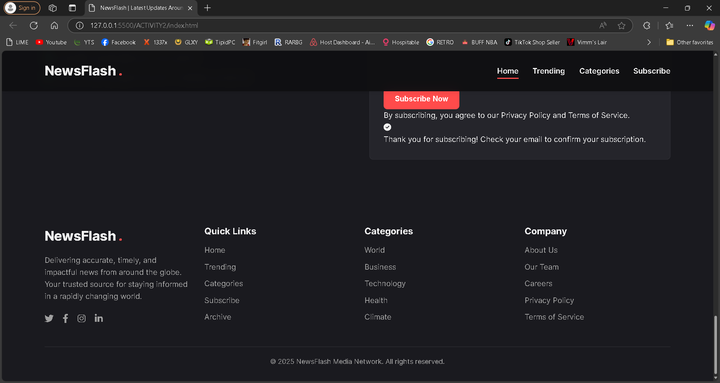 Sign in
NewsFlash | Latest Updates Arou
127.0.0.1:5500/ACTIVITY2/index.html
LIME
Youtube
YTS
Facebook
1337x
GLXY
TipidPC
Fitgirl
RARBG
Host Dashboard - Ai...
Hospitable
RETRO
BUFF NBA
TikTok Shop Seller
Vimm's Lair
Other favorites
NewsFlash.
Home
Trending
Categories
Subscribe
Subscribe Now
By subscribing, you agree to our Privacy Policy and Terms of Service.
Thank you for subscribing! Check your email to confirm your subscription.
NewsFlash.
Delivering accurate, timely, and
impactful news from around the globe.
Your trusted source for staying informed
in a rapidly changing world.
Quick Links
Home
Trending
Categories
Subscribe
Archive
Categories
World
Business
Technology
Health
Climate
Company
About Us
Our Team
Careers
Privacy Policy
Terms of Service
© 2025 NewsFlash Media Network. All rights reserved.